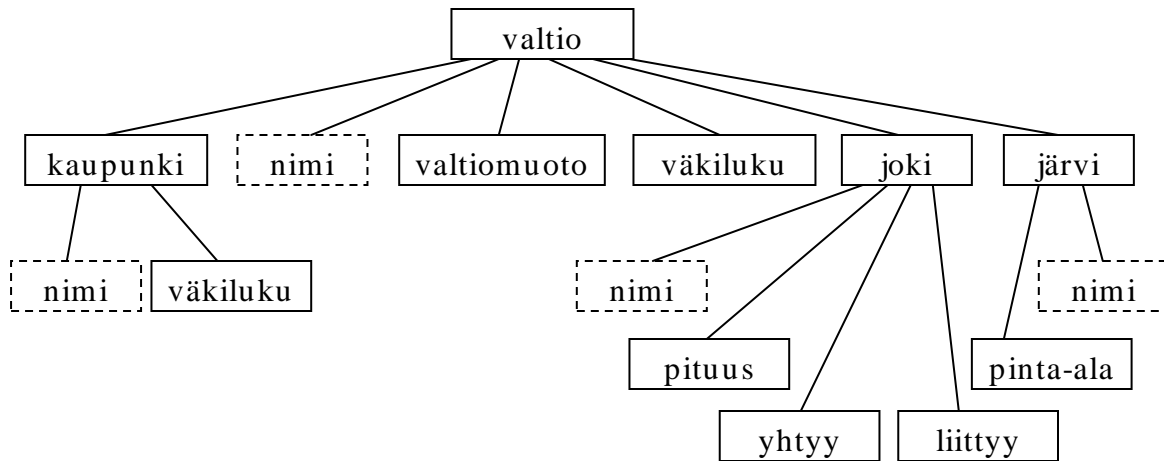 valtio
kaupunki nimi valtiomuoto väkiluku joki järvi
nimi väkiluku nimi nimi
pituus pinta-ala
yhtyy liittyy